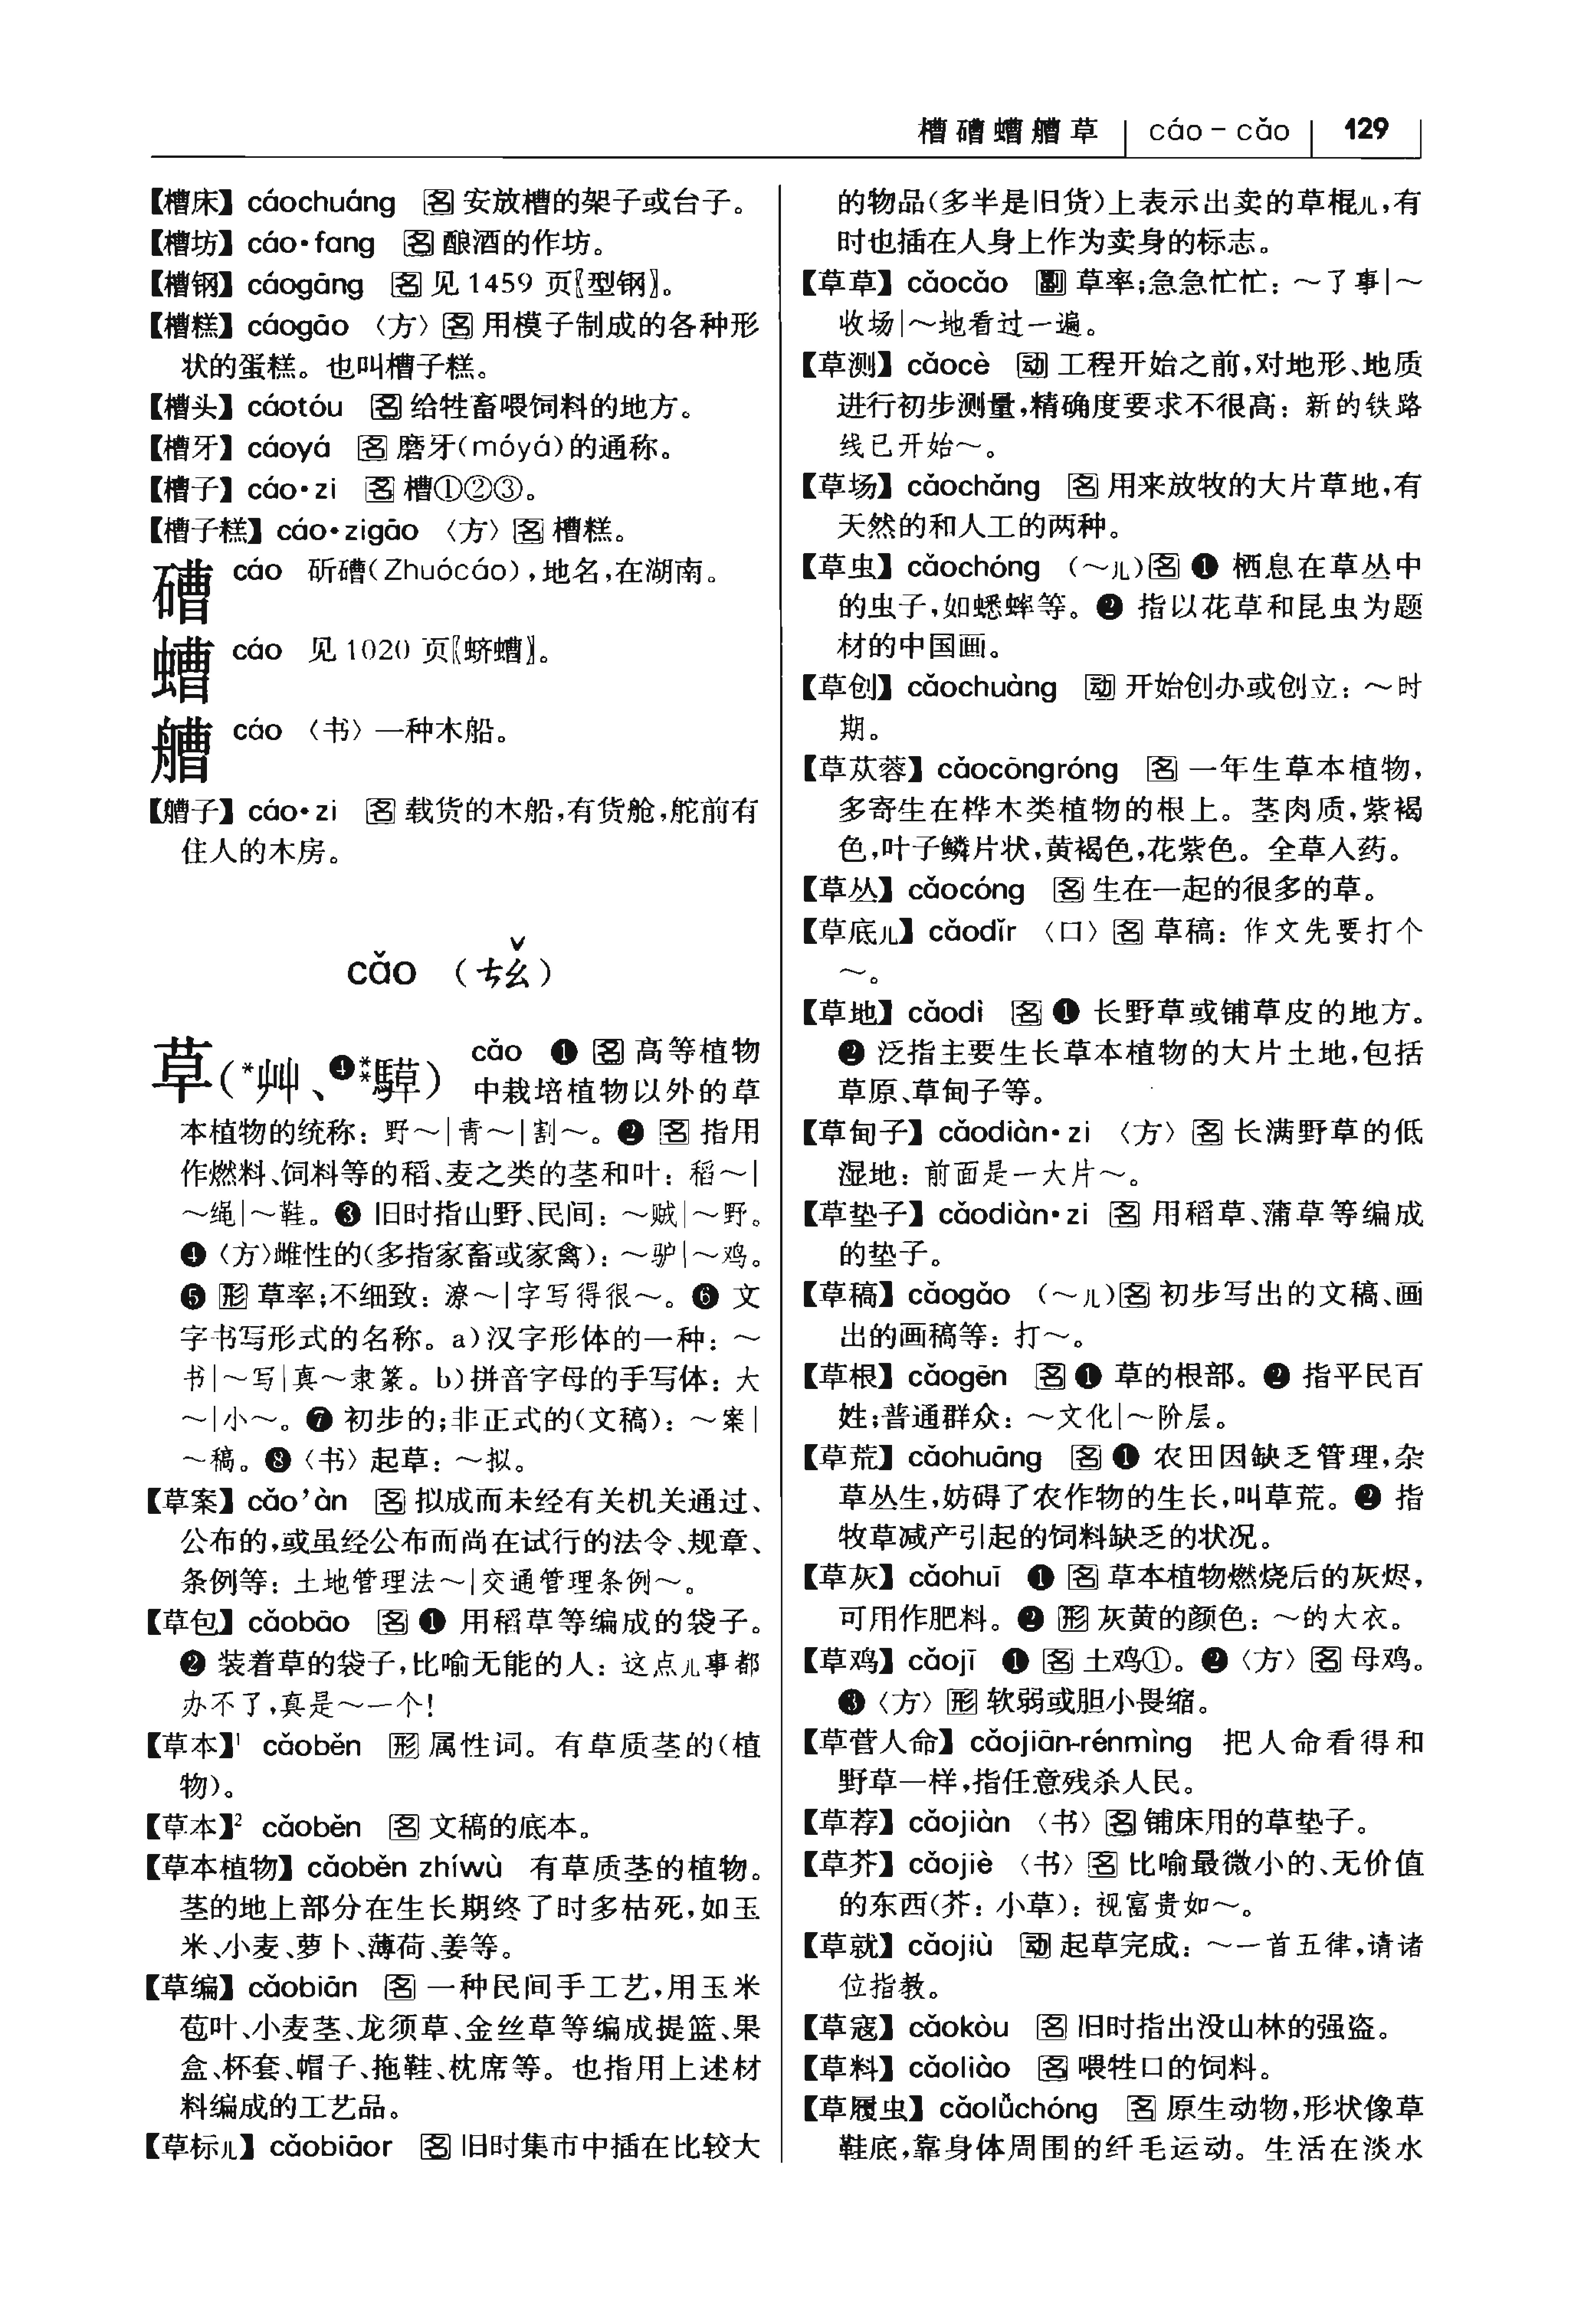 槽 𥕢 螬 艚 草 | cáo – cǎo | 129
【槽床】 cáochuáng 名 安放槽的架子或台子。
【槽坊】 cáo·fang 名 酿酒的作坊。
【槽钢】 cáogāng 名 见 1459 页〖型钢〗。
【槽糕】 cáogāo 〈方〉 名 用模子制成的各种形
状的蛋糕。也叫槽子糕。
【槽头】 cáotóu 名 给牲畜喂饲料的地方。
【槽牙】 cáoyá 名 磨牙(móyá)的通称。
【槽子】 cáo·zi 名 槽①②③。
【槽子糕】 cáo·zigāo 〈方〉 名 槽糕。
𥕢 cáo 斫𥕢(Zhuócáo),地名,在湖南。
螬 cáo 见 1020 页〖蛴螬〗。
艚 cáo 〈书〉 一种木船。
【艚子】 cáo·zi 名 载货的木船,有货舱,舵前有
住人的木房。
cǎo (ㄘㄠˇ)
草(*艸、❹**騲) cǎo ❶ 名 高等植物
中栽培植物以外的草
本植物的统称: 野~|青~|割~。❷ 名 指用
作燃料、饲料等的稻、麦之类的茎和叶: 稻~|
~绳|~鞋。❸ 旧时指山野、民间: ~贼|~野。
❹〈方〉雌性的(多指家畜或家禽): ~驴|~鸡。
❺ 形 草率;不细致: 潦~|字写得很~。❻ 文
字书写形式的名称。a)汉字形体的一种: ~
书|~写|真~隶篆。b)拼音字母的手写体: 大
~|小~。❼ 初步的;非正式的(文稿): ~案|
~稿。❽〈书〉起草: ~拟。
【草案】 cǎo’àn 名 拟成而未经有关机关通过、
公布的,或虽经公布而尚在试行的法令、规章、
条例等: 土地管理法~|交通管理条例~。
【草包】 cǎobāo 名 ❶ 用稻草等编成的袋子。
❷ 装着草的袋子,比喻无能的人: 这点儿事都
办不了,真是~一个!
【草本】¹ cǎoběn 形 属性词。有草质茎的(植
物)。
【草本】² cǎoběn 名 文稿的底本。
【草本植物】 cǎoběn zhíwù 有草质茎的植物。
茎的地上部分在生长期终了时多枯死,如玉
米、小麦、萝卜、薄荷、姜等。
【草编】 cǎobiān 名 一种民间手工艺,用玉米
苞叶、小麦茎、龙须草、金丝草等编成提篮、果
盒、杯套、帽子、拖鞋、枕席等。也指用上述材
料编成的工艺品。
【草标儿】 cǎobiāor 名 旧时集市中插在比较大
的物品(多半是旧货)上表示出卖的草棍儿,有
时也插在人身上作为卖身的标志。
【草草】 cǎocǎo 副 草率;急急忙忙: ~了事|~
收场|~地看过一遍。
【草测】 cǎocè 动 工程开始之前,对地形、地质
进行初步测量,精确度要求不很高: 新的铁路
线已开始~。
【草场】 cǎochǎng 名 用来放牧的大片草地,有
天然的和人工的两种。
【草虫】 cǎochóng (~儿)名 ❶ 栖息在草丛中
的虫子,如蟋蟀等。❷ 指以花草和昆虫为题
材的中国画。
【草创】 cǎochuàng 动 开始创办或创立: ~时
期。
【草苁蓉】 cǎocōngróng 名 一年生草本植物,
多寄生在桦木类植物的根上。茎肉质,紫褐
色,叶子鳞片状,黄褐色,花紫色。全草入药。
【草丛】 cǎocóng 名 生在一起的很多的草。
【草底儿】 cǎodǐr 〈口〉 名 草稿: 作文先要打个
~。
【草地】 cǎodì 名 ❶ 长野草或铺草皮的地方。
❷ 泛指主要生长草本植物的大片土地,包括
草原、草甸子等。
【草甸子】 cǎodiàn·zi 〈方〉 名 长满野草的低
湿地: 前面是一大片~。
【草垫子】 cǎodiàn·zi 名 用稻草、蒲草等编成
的垫子。
【草稿】 cǎogǎo (~儿)名 初步写出的文稿、画
出的画稿等: 打~。
【草根】 cǎogēn 名 ❶ 草的根部。❷ 指平民百
姓;普通群众: ~文化|~阶层。
【草荒】 cǎohuāng 名 ❶ 农田因缺乏管理,杂
草丛生,妨碍了农作物的生长,叫草荒。❷ 指
牧草减产引起的饲料缺乏的状况。
【草灰】 cǎohuī ❶ 名 草本植物燃烧后的灰烬,
可用作肥料。❷ 形 灰黄的颜色: ~的大衣。
【草鸡】 cǎojī ❶ 名 土鸡①。❷〈方〉 名 母鸡。
❸〈方〉 形 软弱或胆小畏缩。
【草菅人命】 cǎojiān-rénmìng 把人命看得和
野草一样,指任意残杀人民。
【草荐】 cǎojiàn 〈书〉 名 铺床用的草垫子。
【草芥】 cǎojiè 〈书〉 名 比喻最微小的、无价值
的东西(芥: 小草): 视富贵如~。
【草就】 cǎojiù 动 起草完成: ~一首五律,请诸
位指教。
【草寇】 cǎokòu 名 旧时指出没山林的强盗。
【草料】 cǎoliào 名 喂牲口的饲料。
【草履虫】 cǎolǚchóng 名 原生动物,形状像草
鞋底,靠身体周围的纤毛运动。生活在淡水